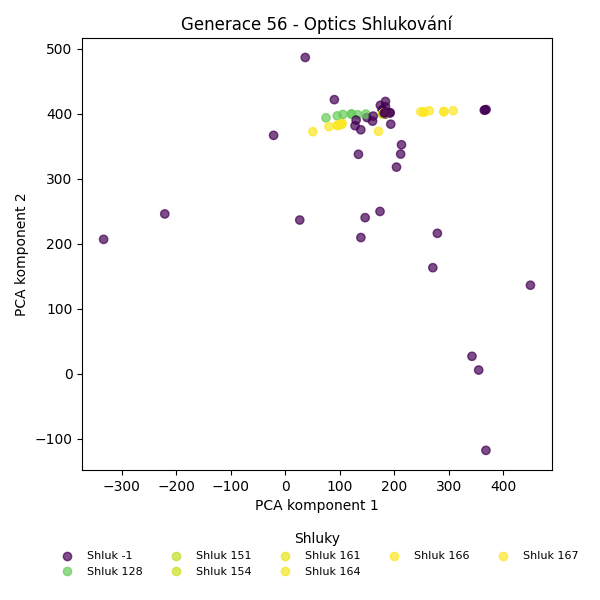 Generace 56 - Optics Shlukování
PCA komponent 2
500
400
300
200
100
0
−100
−300 −200 −100 0 100 200 300 400
PCA komponent 1
Shluky
Shluk -1 Shluk 151 Shluk 161 Shluk 166 Shluk 167
Shluk 128 Shluk 154 Shluk 164